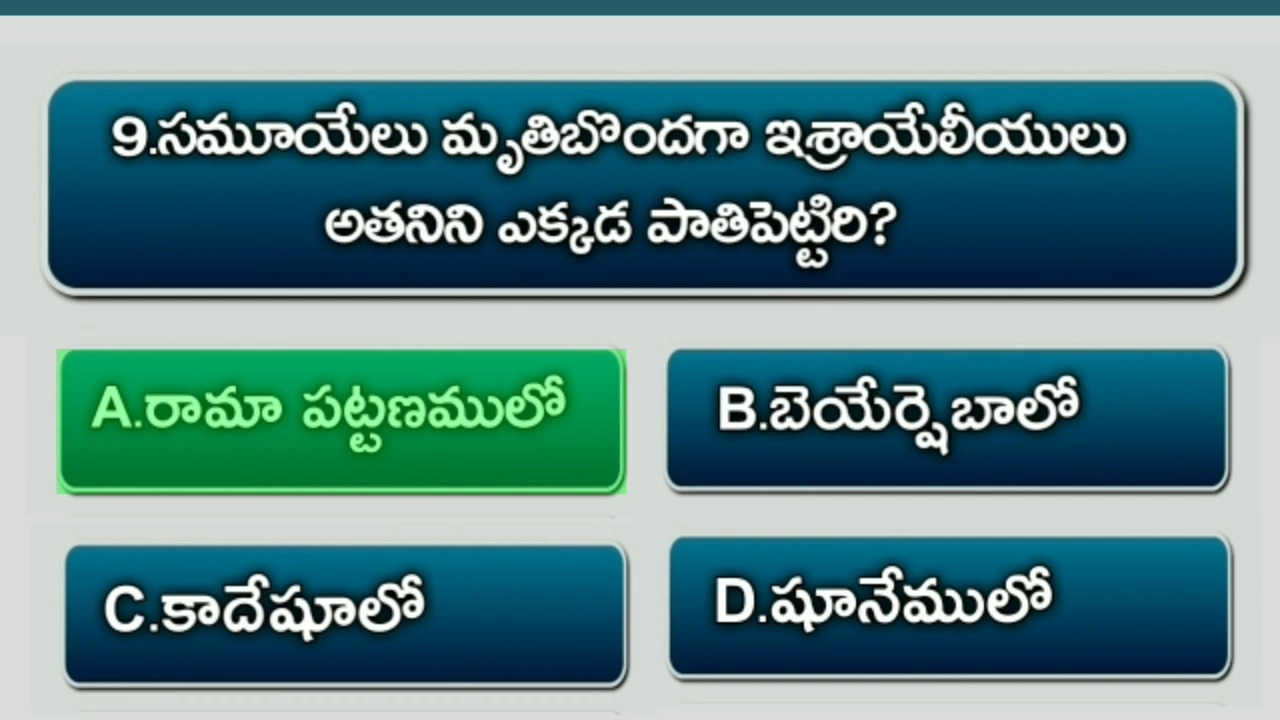 9.సమూయేలు మృతిబొందగా ఇశ్రాయేలీయులు
అతనిని ఎక్కడ పాతిపెట్టిరి?
A.రామా పట్టణములో
B.బెయేర్షెబాలో
C.కాదేషూలో
D.షూనేములో